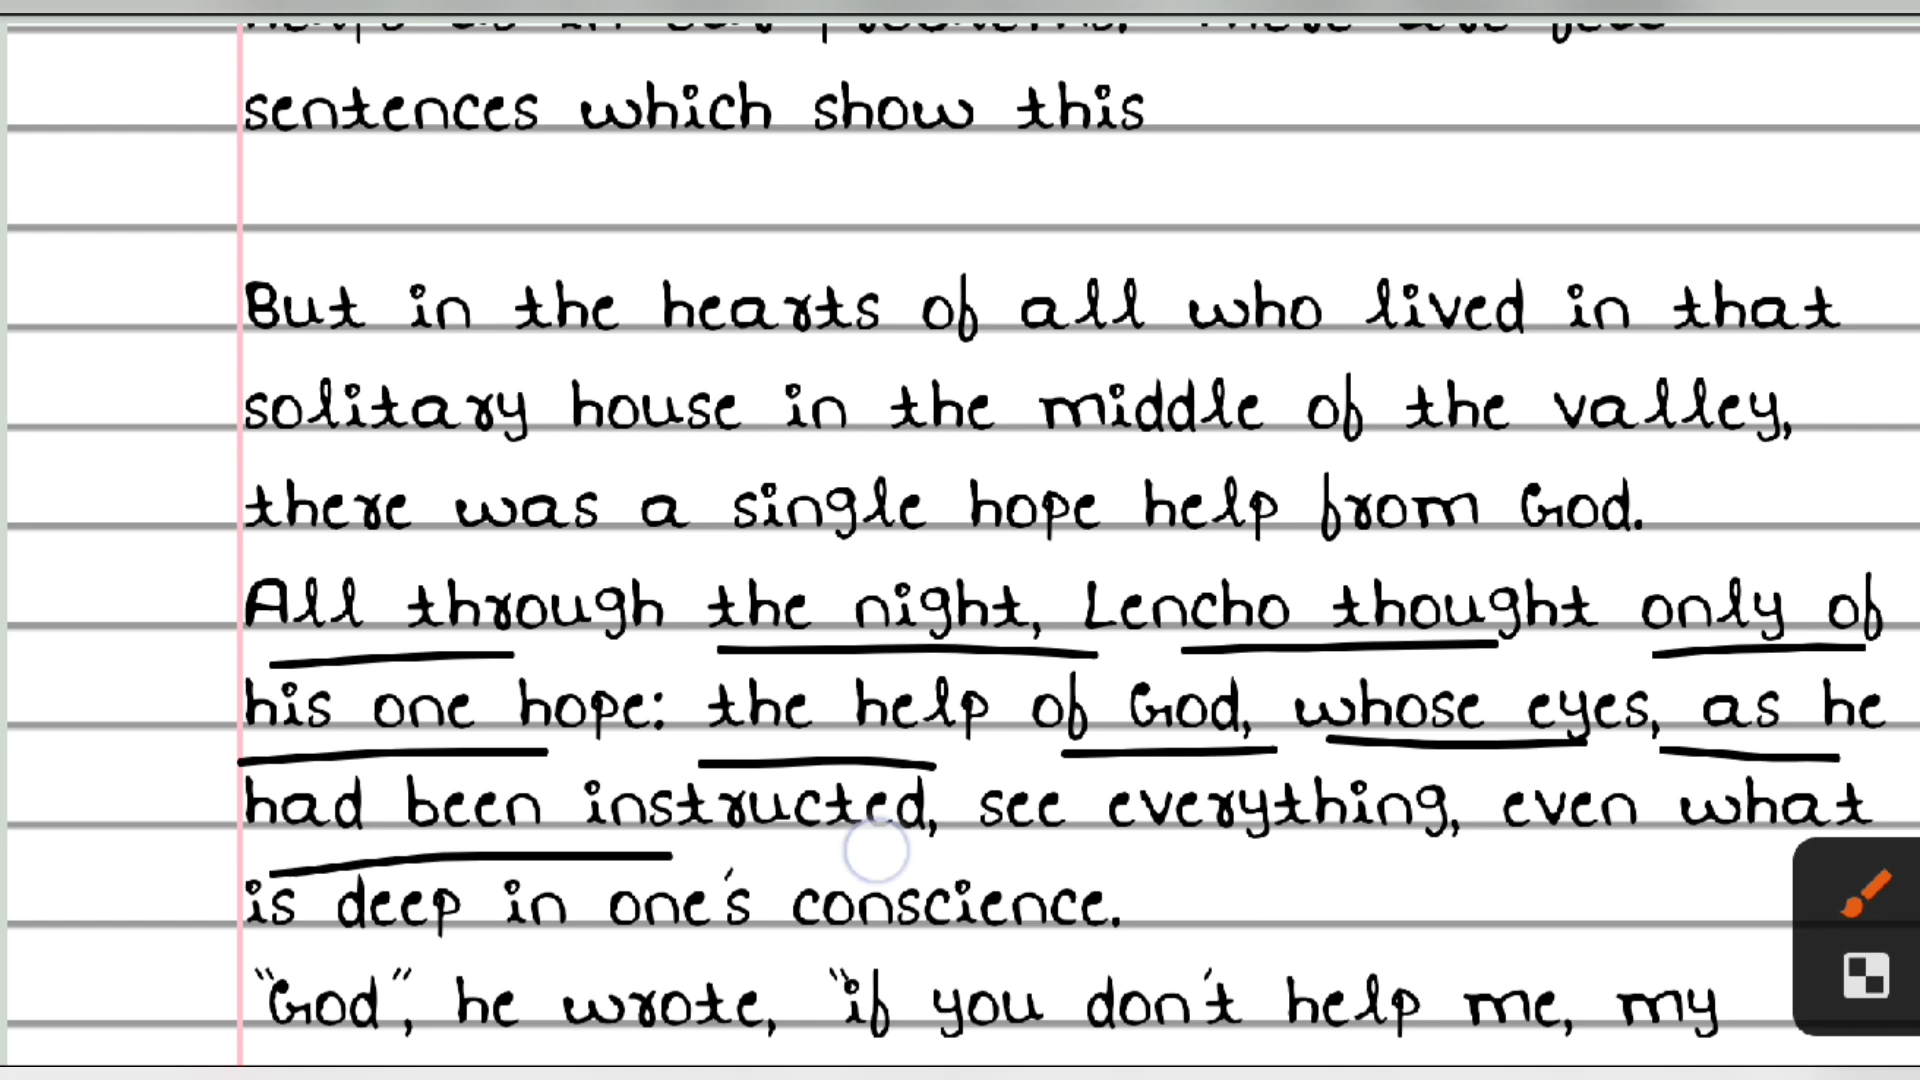 sentences which show this
But in the hearts of all who lived in that
solitary house in the middle of the valley,
there was a single hope help from God.
All through the night, Lencho thought only of
his one hope: the help of God, whose eyes, as he
had been instructed, see everything, even what
is deep in one's conscience.
"God", he wrote, "if you don't help me, my